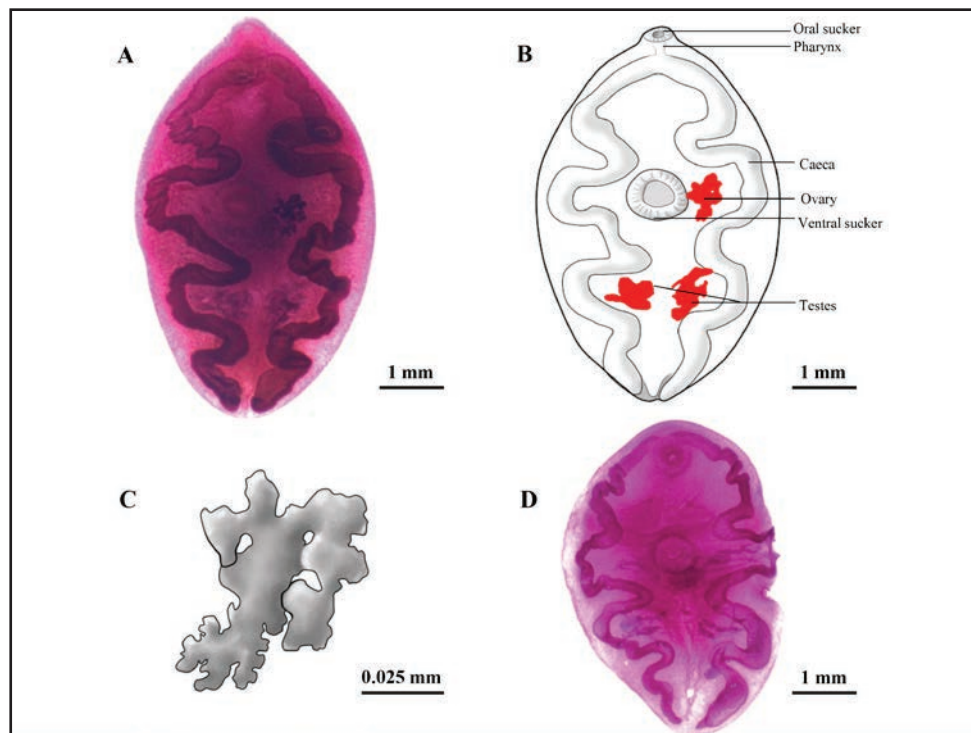 A
B
Oral sucker
Pharynx
Caeca
Ovary
Ventral sucker
Testes
1 mm
1 mm
C
D
0.025 mm
1 mm